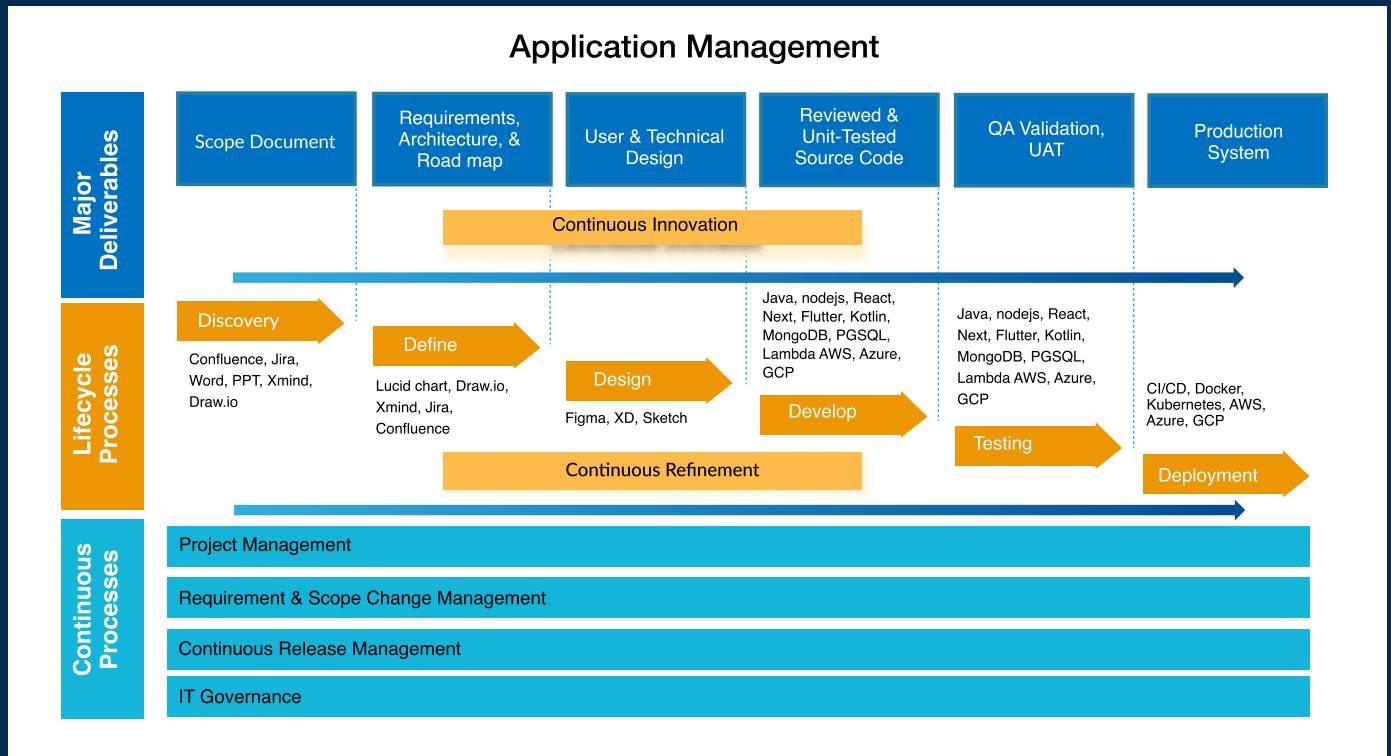 Application Management
Major
Deliverables
Scope Document
Requirements,
Architecture, &
Road map
User & Technical
Design
Reviewed &
Unit-Tested
Source Code
QA Validation,
UAT
Production
System
Continuous Innovation
Lifecycle
Processes
Discovery
Confluence, Jira,
Word, PPT, Xmind,
Draw.io
Define
Lucid chart, Draw.io,
Xmind, Jira,
Confluence
Design
Figma, XD, Sketch
Java, nodejs, React,
Next, Flutter, Kotlin,
MongoDB, PGSQL,
Lambda AWS, Azure,
GCP
Develop
Java, nodejs, React,
Next, Flutter, Kotlin,
MongoDB, PGSQL,
Lambda AWS, Azure,
GCP
Testing
CI/CD, Docker,
Kubernetes, AWS,
Azure, GCP
Deployment
Continuous Refinement
Continuous
Processes
Project Management
Requirement & Scope Change Management
Continuous Release Management
IT Governance